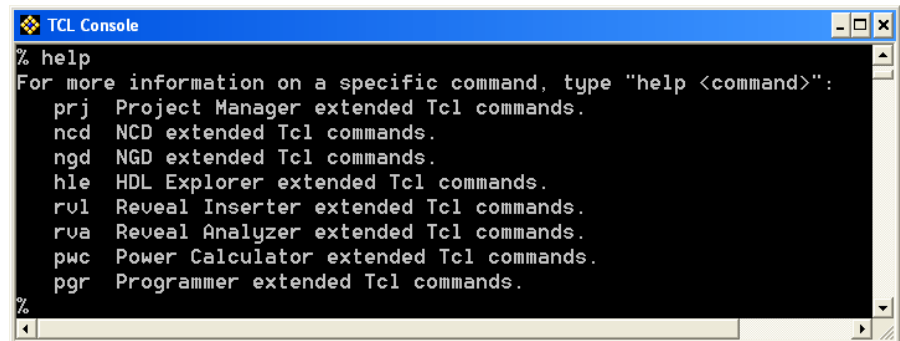 TCL Console
% help
For more information on a specific command, type "help <command>":
prj Project Manager extended Tcl commands.
ncd NCD extended Tcl commands.
ngd NGD extended Tcl commands.
hle HDL Explorer extended Tcl commands.
rvl Reveal Inserter extended Tcl commands.
rva Reveal Analyzer extended Tcl commands.
pwc Power Calculator extended Tcl commands.
pgr Programmer extended Tcl commands.
%